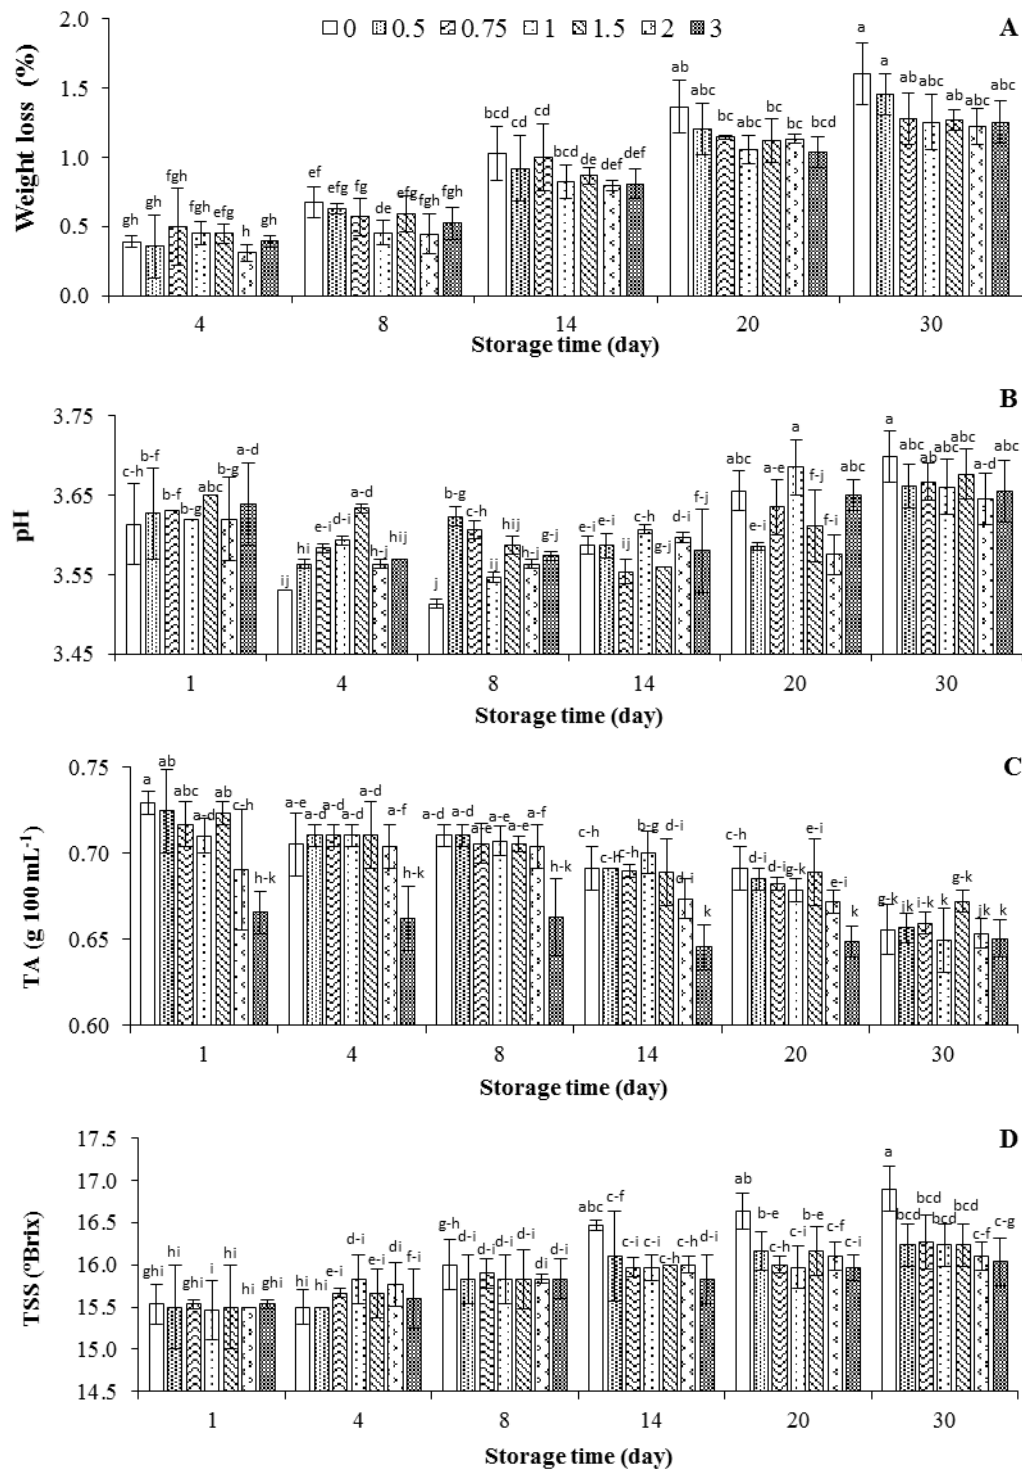 0 0.5 0.75 1 1.5 2 3
A
Weight loss (%)
2.0
1.5
1.0
0.5
0.0
gh gh fgh fgh efg h gh
ef efg fg de efg fgh fgh
bcd cd cd bcd de def def
ab abc bc abc bc bc bcd
a a ab abc ab abc abc
4 8 14 20 30
Storage time (day)
B
pH
3.75
3.65
3.55
3.45
c-h b-f b-f b-g abc b-g a-d
ij hi e-i d-i a-d h-j hij
j b-g c-h ij hij h-j g-j
e-i e-i ij c-h g-j d-i f-j
abc e-i a-e a f-j f-i abc
a abc ab abc abc a-d abc
1 4 8 14 20 30
Storage time (day)
C
TA (g 100 mL-1)
0.75
0.70
0.65
0.60
a ab abc a-d ab c-h h-k
a-e a-d a-d a-d a-d a-f h-k
a-d a-d a-e a-e a-e a-f h-k
c-h c-h c-h b-g d-i d-i k
c-h d-i d-i g-k e-i e-i k
g-k jk i-k k g-k jk k
1 4 8 14 20 30
Storage time (day)
D
TSS (ºBrix)
17.5
17.0
16.5
16.0
15.5
15.0
14.5
ghi hi ghi i hi hi ghi
hi hi e-i d-i e-i di f-i
g-h d-i d-i d-i d-i di d-i
abc c-f c-i c-i c-h c-h d-i
ab b-e c-h c-i b-e c-f c-i
a bcd bcd bcd bcd c-f c-g
1 4 8 14 20 30
Storage time (day)